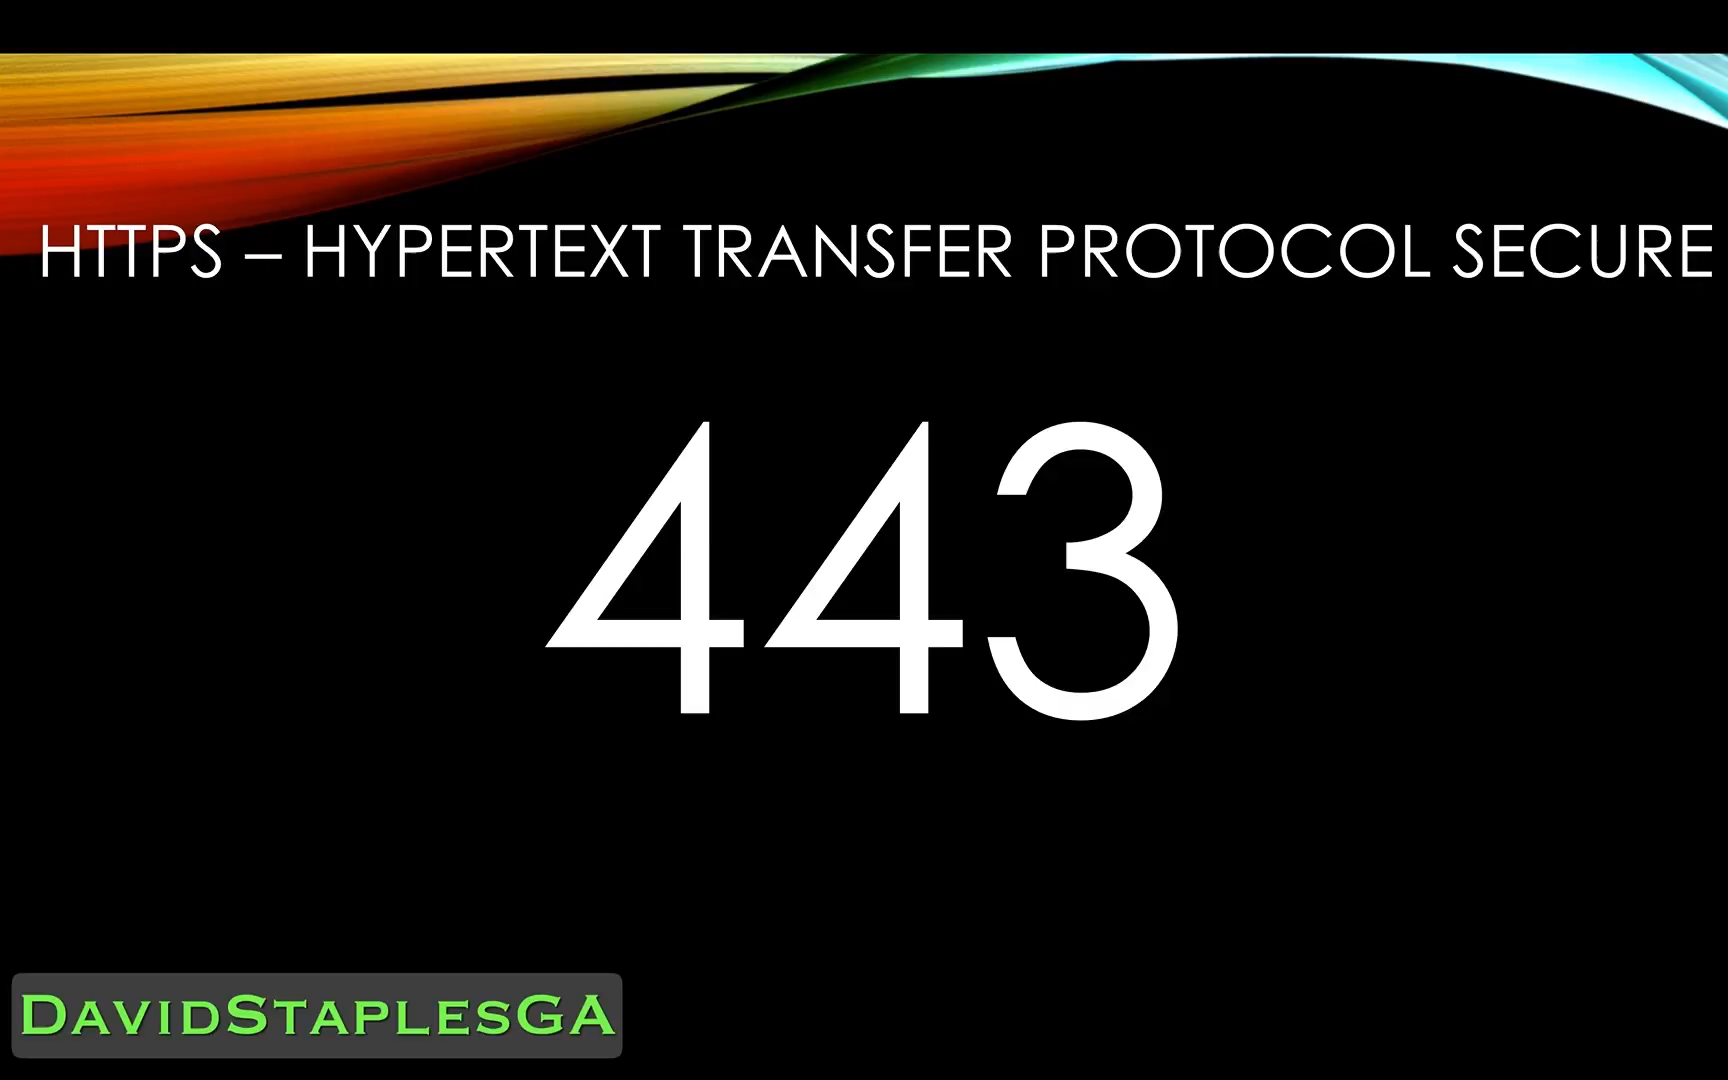 HTTPS – HYPERTEXT TRANSFER PROTOCOL SECURE
443
DAVIDSTAPLESGA